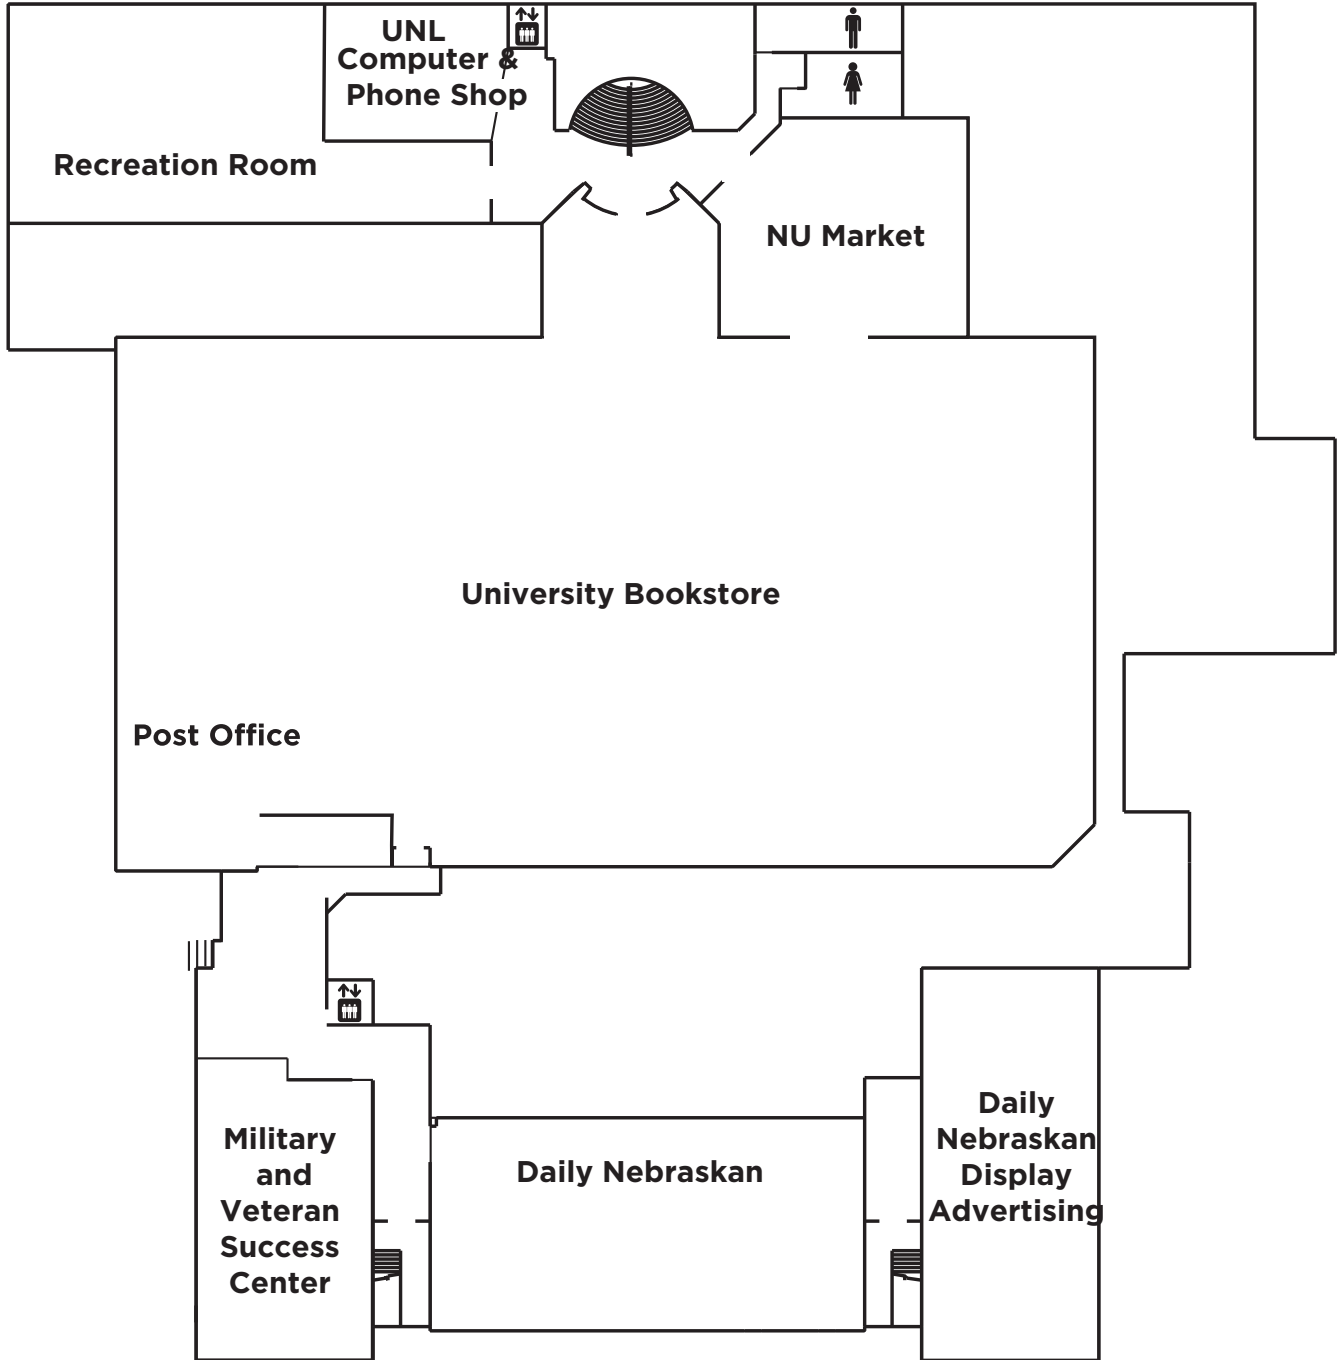 UNL
Computer &
Phone Shop
Recreation Room
NU Market
University Bookstore
Post Office
Military
and
Veteran
Success
Center
Daily Nebraskan
Daily
Nebraskan
Display
Advertising